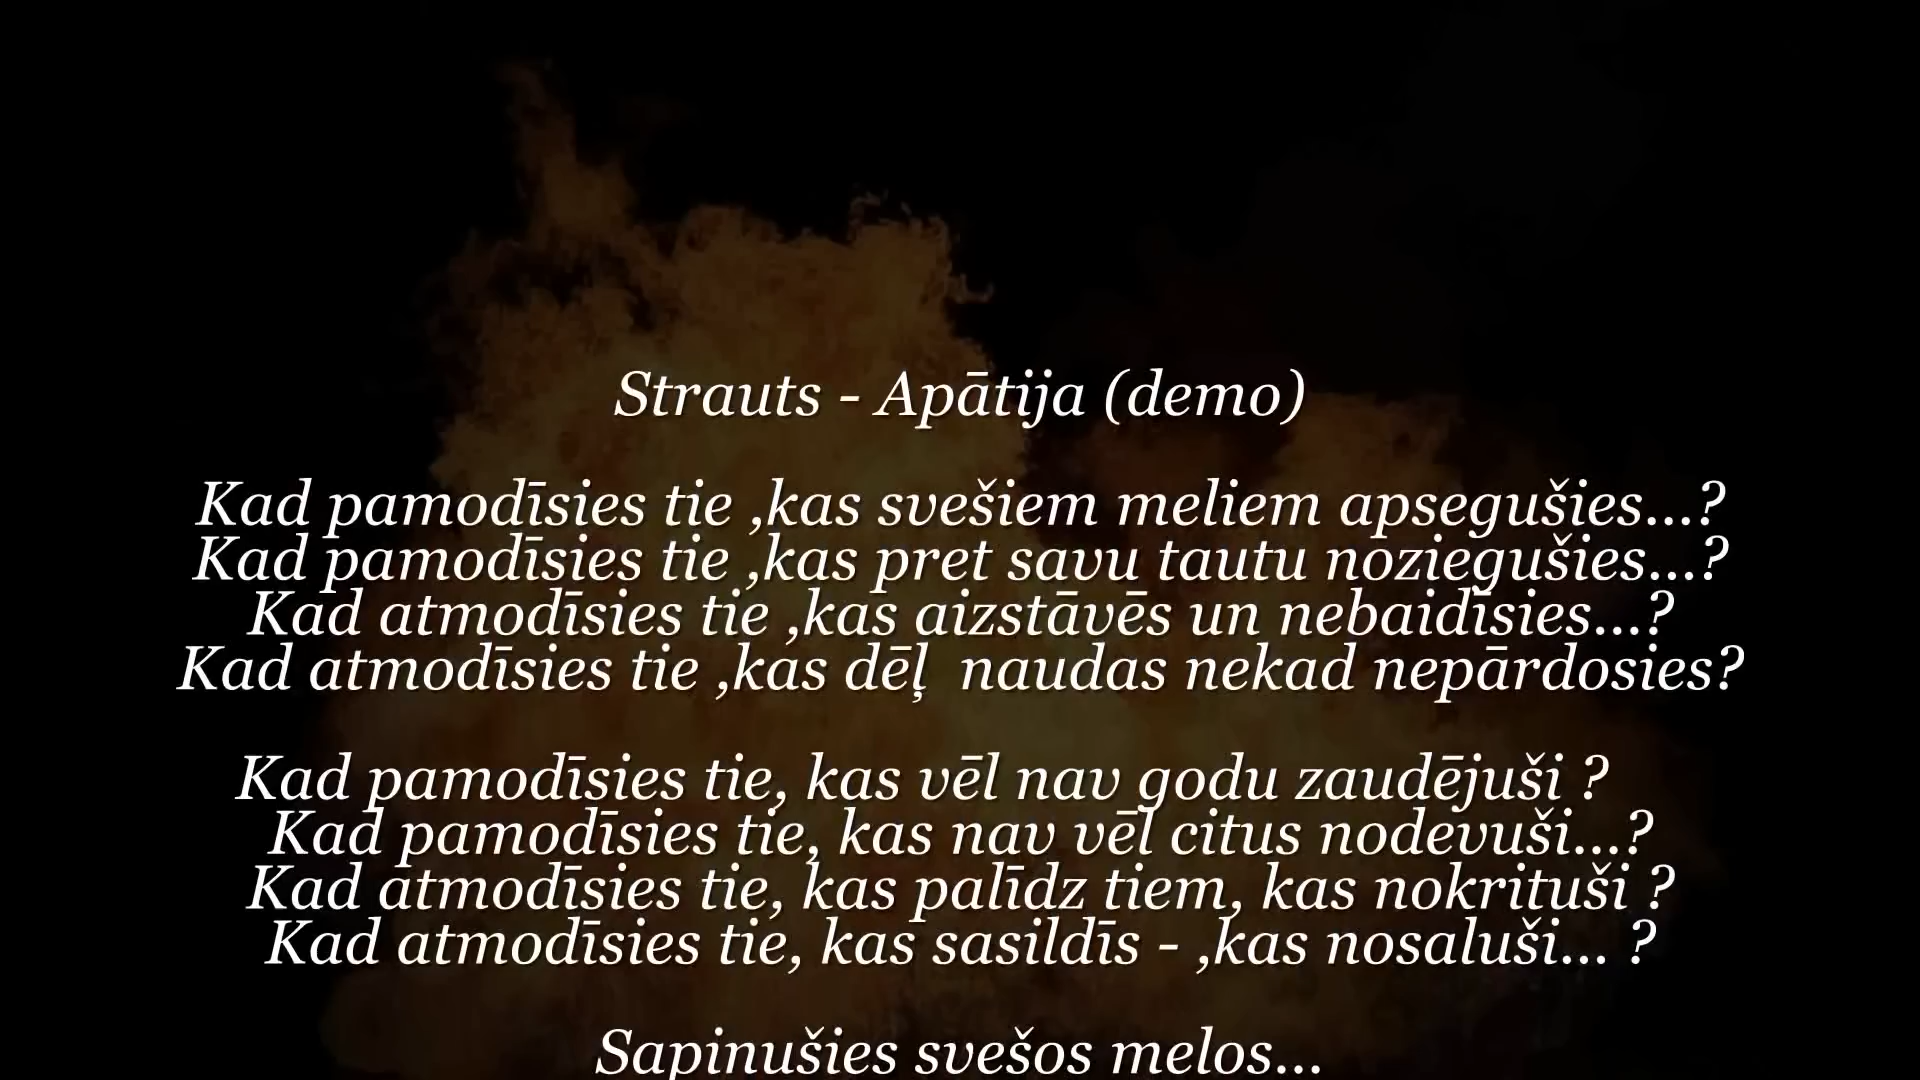 Strauts - Apātija (demo)
Kad pamodīsies tie ,kas svešiem meliem apsegušies...?
Kad pamodīsies tie ,kas pret savu tautu noziegušies...?
Kad atmodīsies tie ,kas aizstāvēs un nebaidīsies...?
Kad atmodīsies tie ,kas dēļ  naudas nekad nepārdosies?
Kad pamodīsies tie, kas vēl nav godu zaudējuši ?
Kad pamodīsies tie, kas nav vēl citus nodevuši...?
Kad atmodīsies tie, kas palīdz tiem, kas nokrituši ?
Kad atmodīsies tie, kas sasildīs - ,kas nosaluši... ?
Sapinušies svešos melos...